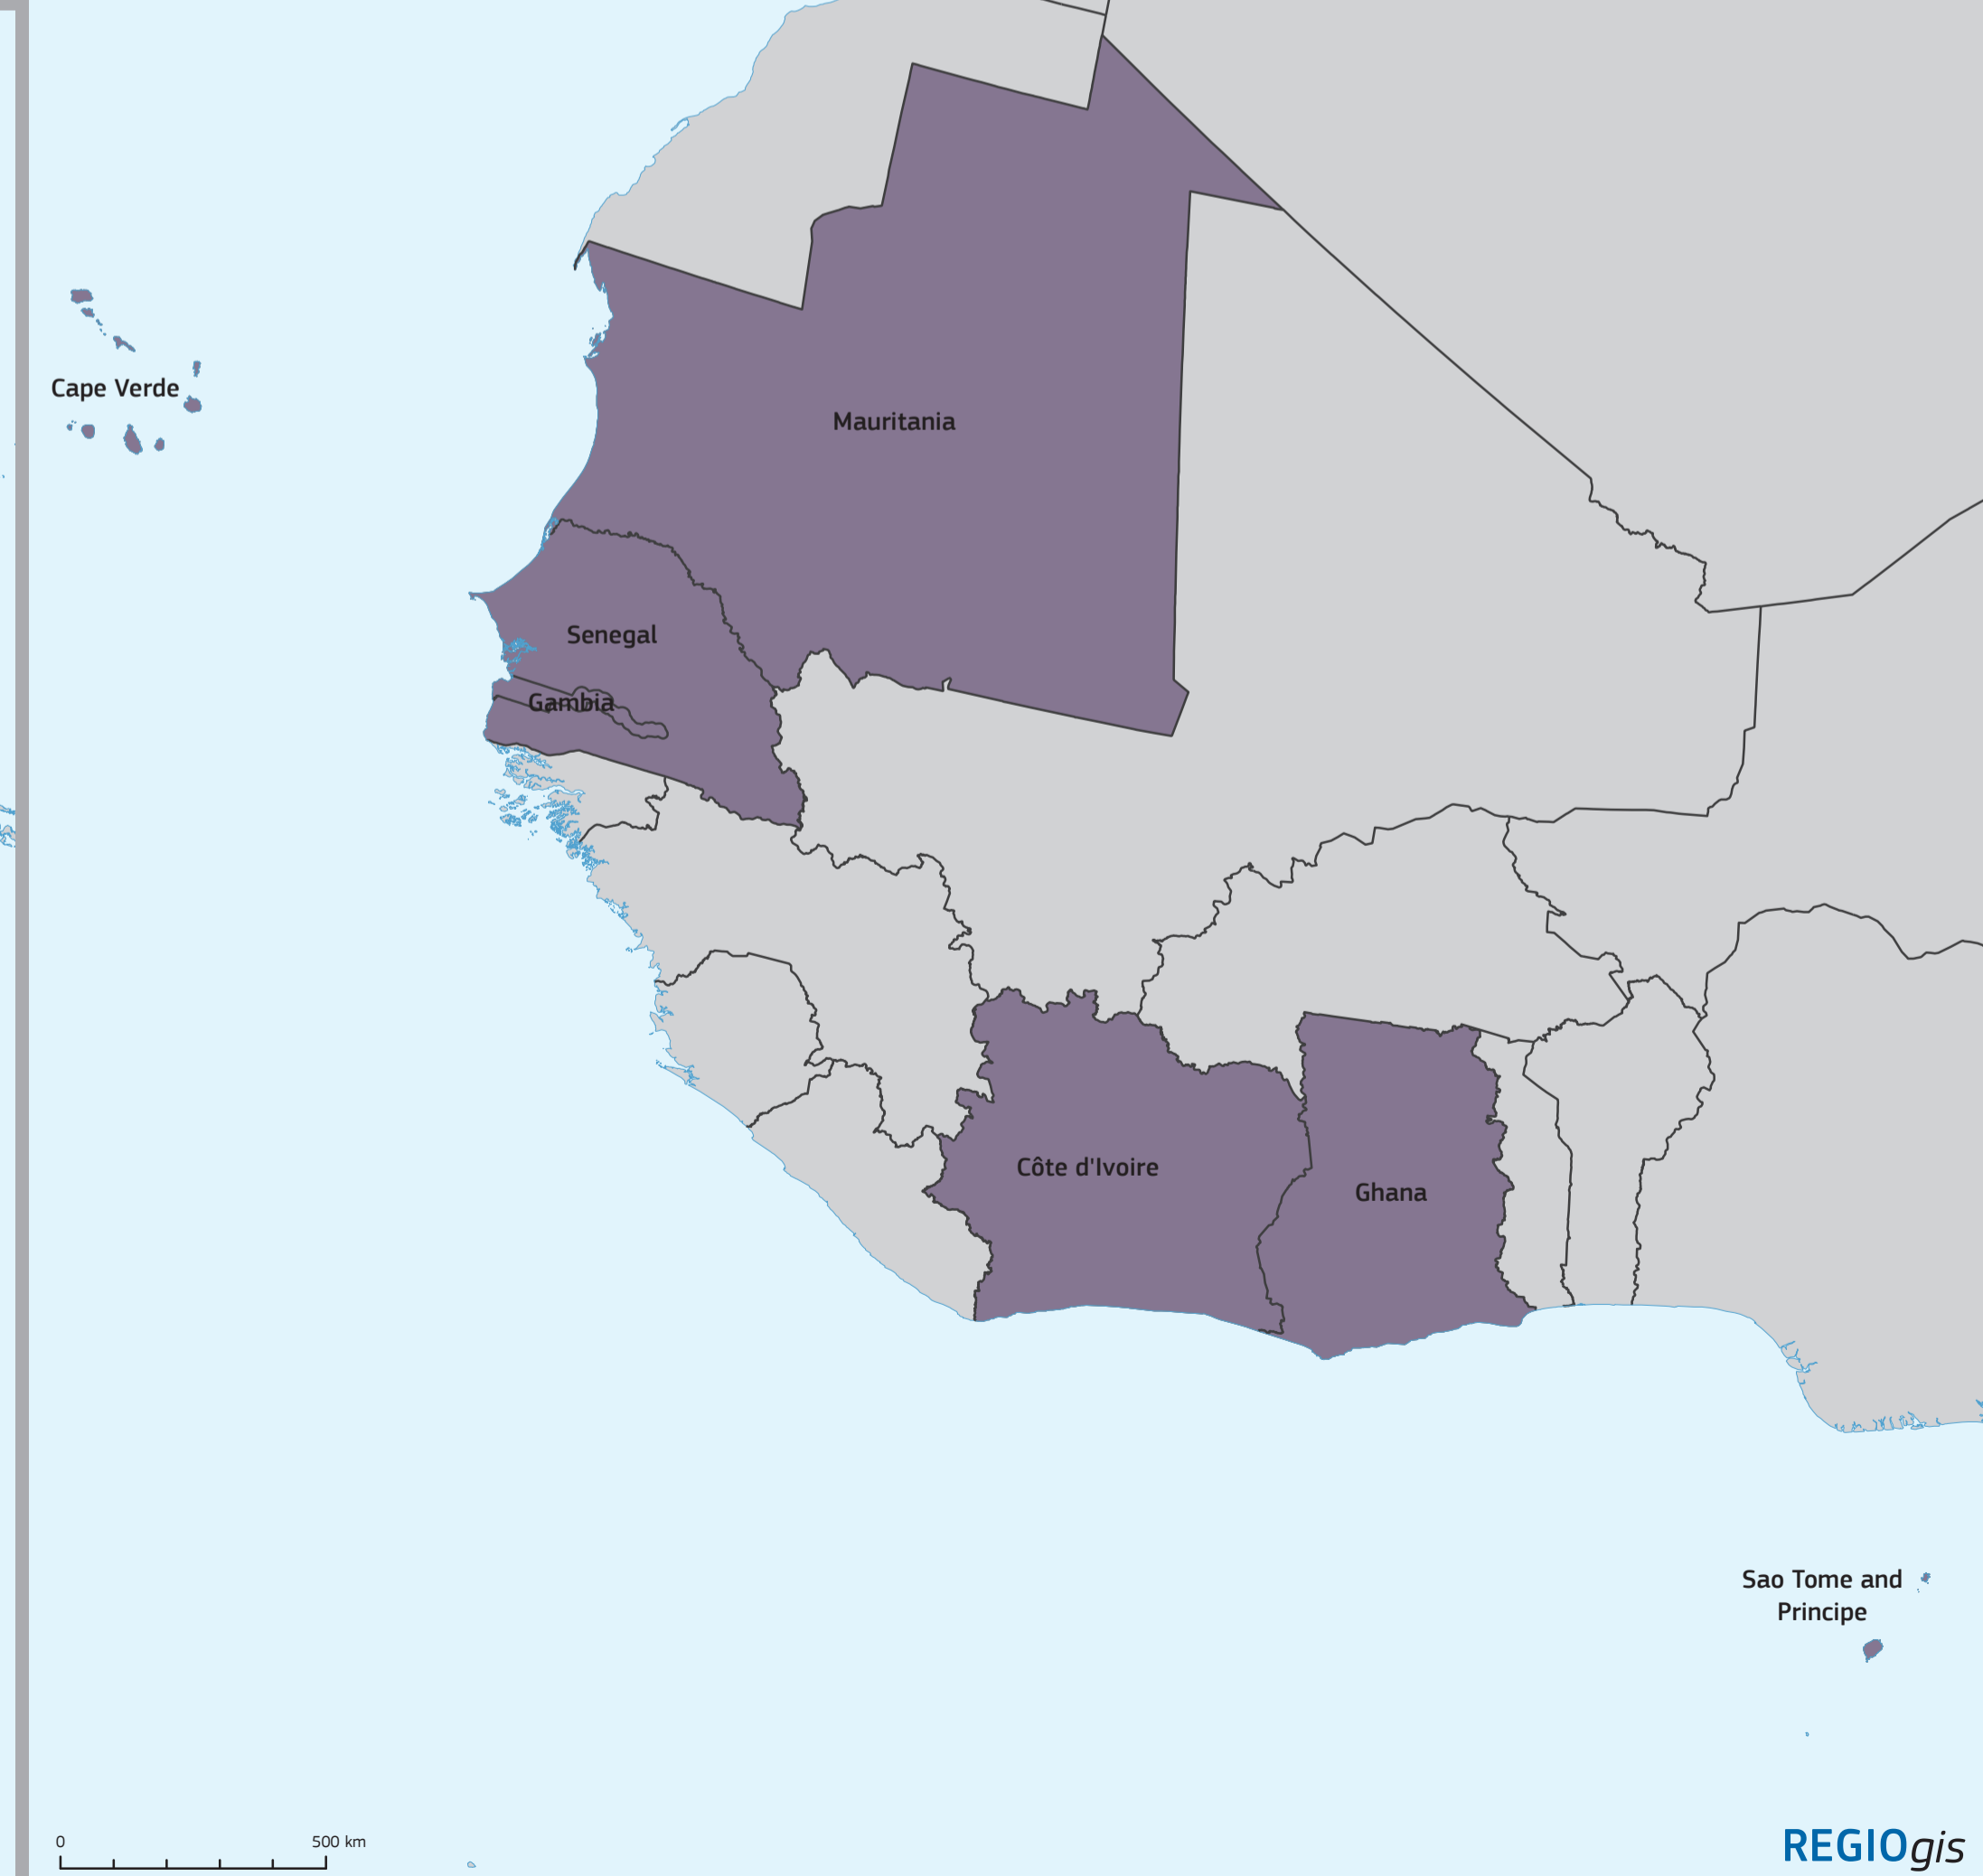 Cape Verde
Mauritania
Senegal
Gambia
Côte d'Ivoire
Ghana
Sao Tome and
Principe
0 500 km
REGIOgis